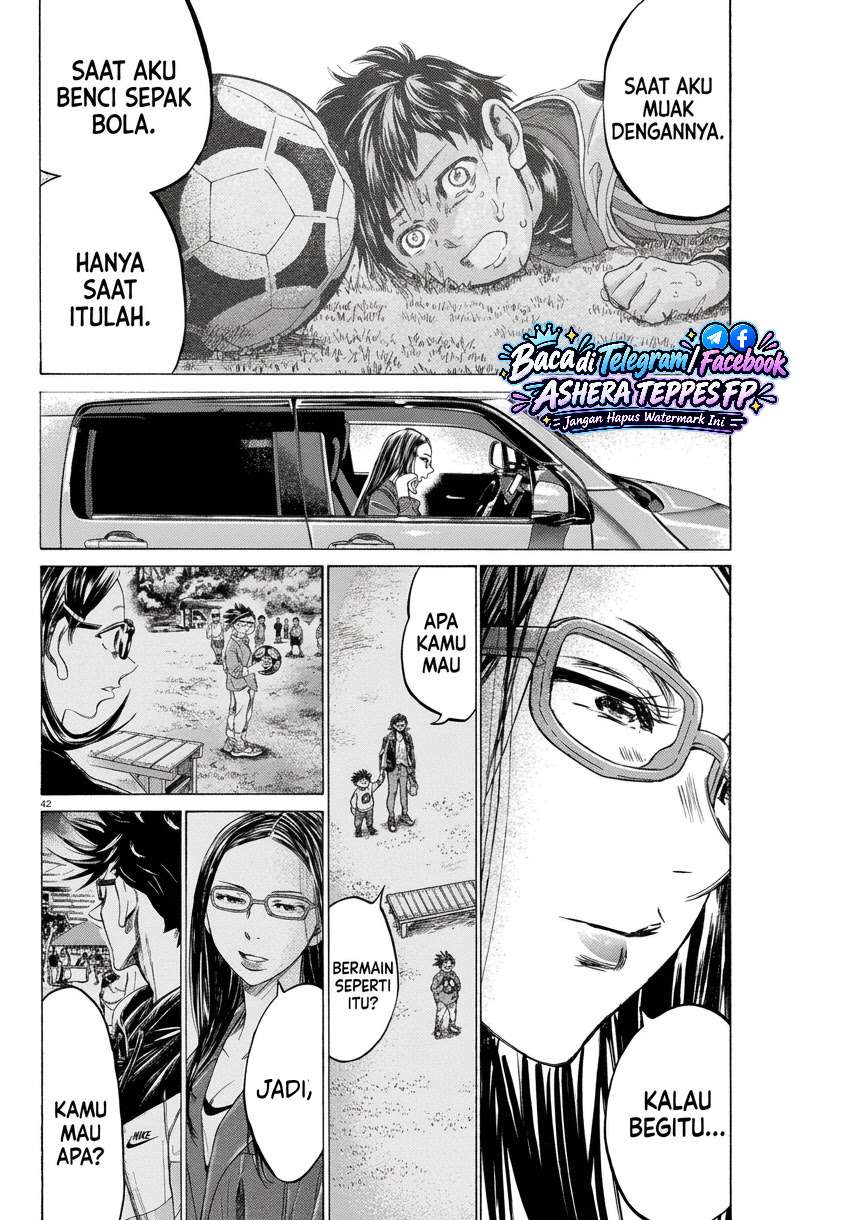 SAAT AKU
MUAK
DENGANNYA.
SAAT AKU
BENCI SEPAK
BOLA.
HANYA
SAAT
ITULAH.
Baca di Telegram/Facebook
ASHERA TEPPES FP
Jangan Hapus Watermark Ini
KALAU
BEGITU...
APA
KAMU
MAU
BERMAIN
SEPERTI
ITU?
42
JADI,
KAMU
MAU
APA?
NIKE